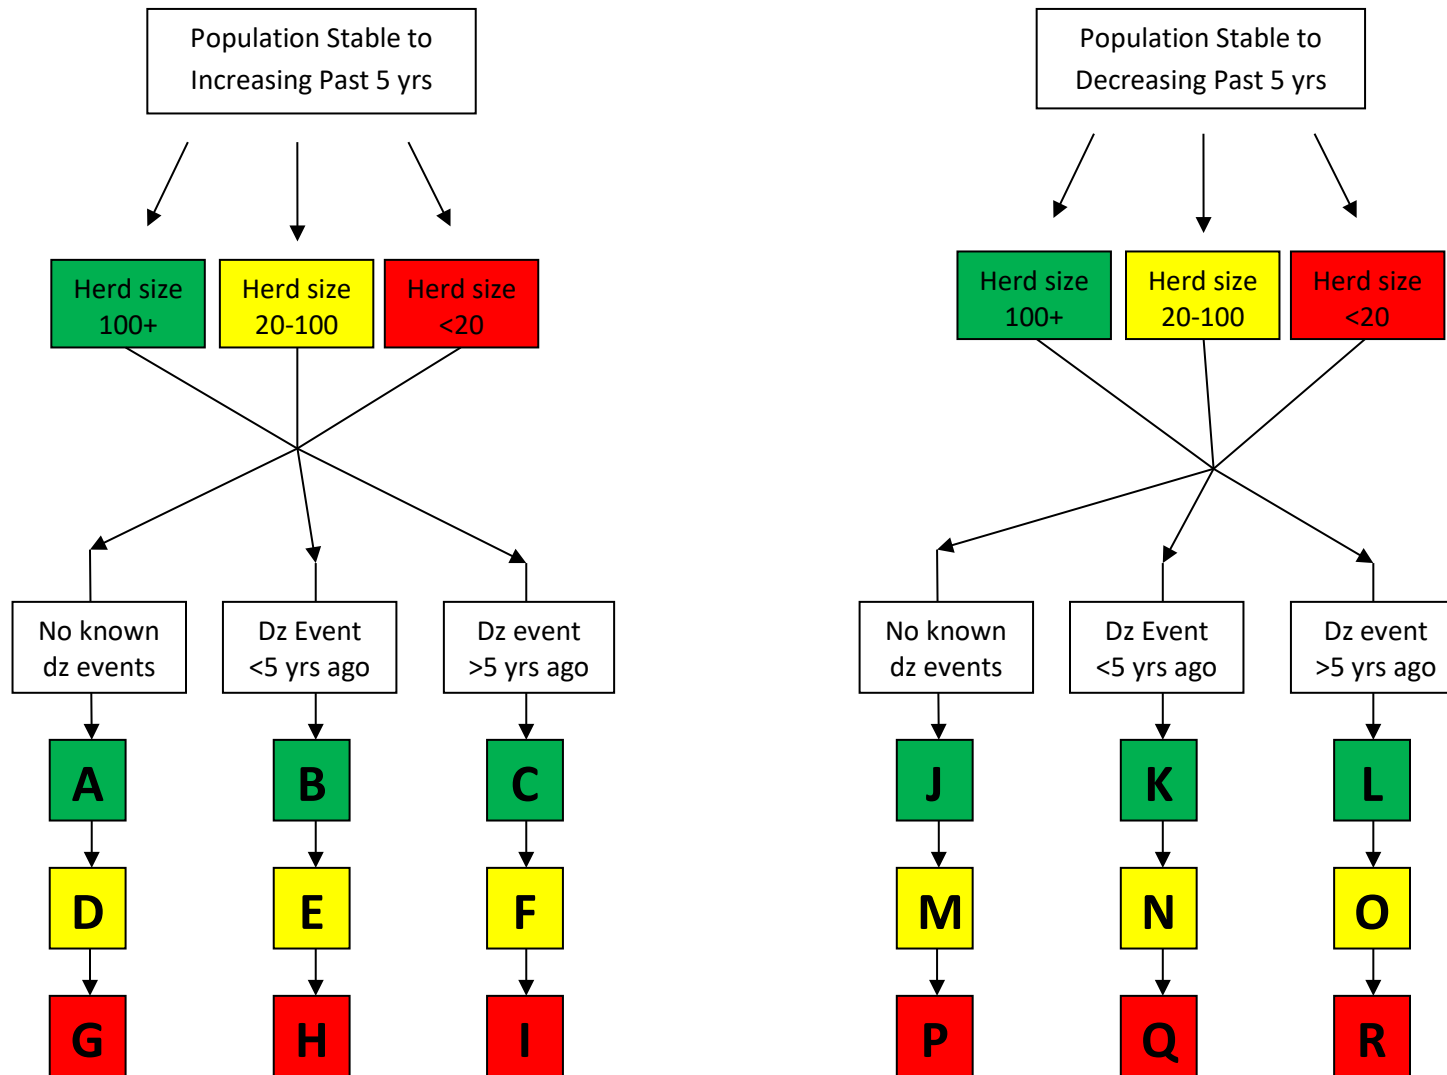 Population Stable to
Increasing Past 5 yrs
Population Stable to
Decreasing Past 5 yrs
Herd size
100+
Herd size
20-100
Herd size
<20
Herd size
100+
Herd size
20-100
Herd size
<20
No known
dz events
Dz Event
<5 yrs ago
Dz event
>5 yrs ago
No known
dz events
Dz Event
<5 yrs ago
Dz event
>5 yrs ago
A
B
C
J
K
L
D
E
F
M
N
O
G
H
I
P
Q
R